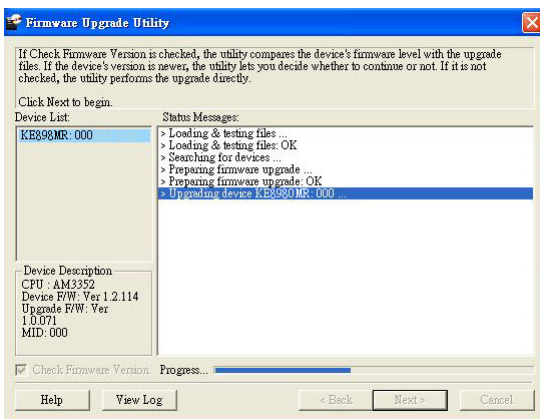 Firmware Upgrade Utility
If Check Firmware Version is checked, the utility compares the device's firmware level with the upgrade
files. If the device's version is newer, the utility lets you decide whether to continue or not. If it is not
checked, the utility performs the upgrade directly.
Click Next to begin.
Device List:
KE898MR: 000
Status Messages:
> Loading & testing files ...
> Loading & testing files: OK
> Searching for devices ...
> Preparing firmware upgrade ...
> Preparing firmware upgrade: OK
> Upgrading device KE8980MR: 000 ...
Device Description
CPU : AM3352
Device F/W: Ver 1.2.114
Upgrade F/W: Ver
1.0.071
MID: 000
Check Firmware Version
Progress...
Help
View Log
< Back
Next >
Cancel